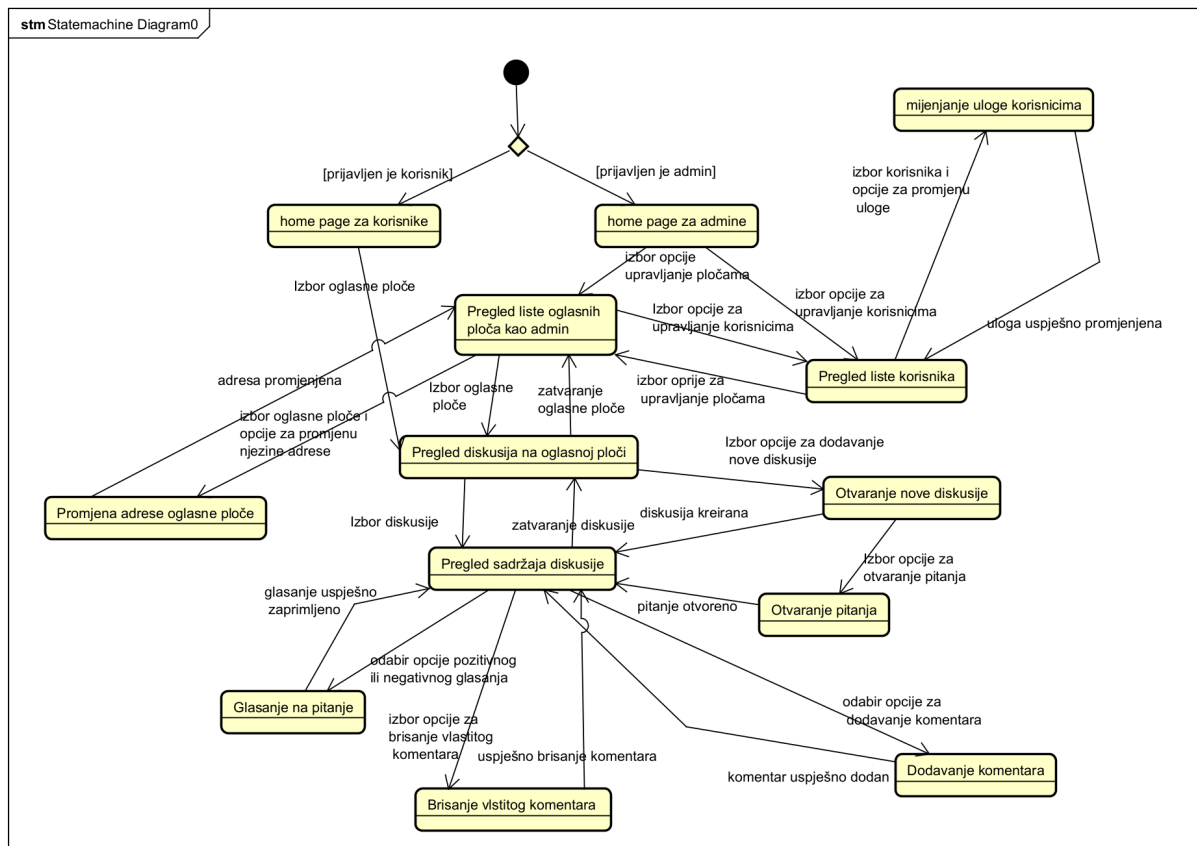 stm Statemachine Diagram0
mijenjanje uloge korisnicima
[prijavljen je korisnik]
[prijavljen je admin]
izbor korisnika i
opcije za promjenu
uloge
home page za korisnike
home page za admine
izbor opcije
upravljanje pločama
Izbor oglasne ploče
izbor opcije za
upravljanje korisnicima
Pregled liste oglasnih
ploča kao admin
Izbor opcije za
upravljanje korisnicima
uloga uspješno promjenjena
adresa promjenjena
Pregled liste korisnika
izbor oprije za
upravljanje pločama
Izbor oglasne
ploče
zatvaranje
oglasne ploče
izbor oglasne ploče i
opcije za promjenu
njezine adrese
Pregled diskusija na oglasnoj ploči
Izbor opcije za dodavanje
nove diskusije
Otvaranje nove diskusije
Promjena adrese oglasne ploče
Izbor diskusije
zatvaranje diskusije
diskusija kreirana
Pregled sadržaja diskusije
Izbor opcije za
otvaranje pitanja
glasanje uspješno
zaprimljeno
pitanje otvoreno
Otvaranje pitanja
odabir opcije pozitivnog
ili negativnog glasanja
Glasanje na pitanje
odabir opcije za
dodavanje komentara
izbor opcije za
brisanje vlastitog
komentara
uspješno brisanje komentara
komentar uspješno dodan
Dodavanje komentara
Brisanje vlstitog komentara